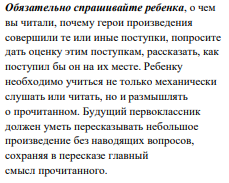 Обязательно спрашивайте ребенка, о чем
вы читали, почему герои произведения
совершили те или иные поступки, попросите
дать оценку этим поступкам, рассказать, как
поступил бы он на их месте. Ребенку
необходимо учиться не только механически
слушать или читать, но и размышлять
о прочитанном. Будущий первоклассник
должен уметь пересказывать небольшое
произведение без наводящих вопросов,
сохраняя в пересказе главный
смысл прочитанного.